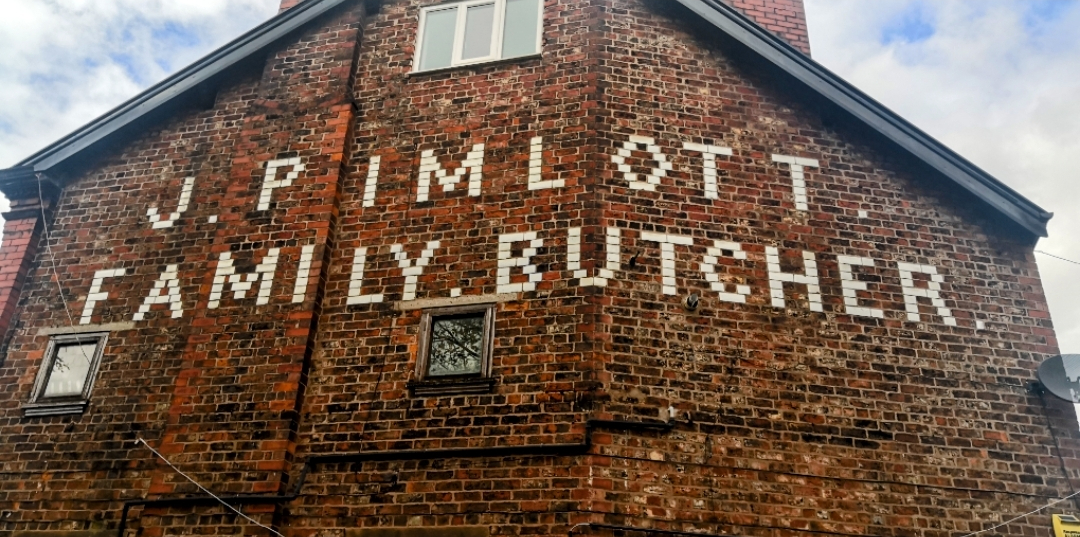 J. PIMLOTT.
FAMILY. BUTCHER.